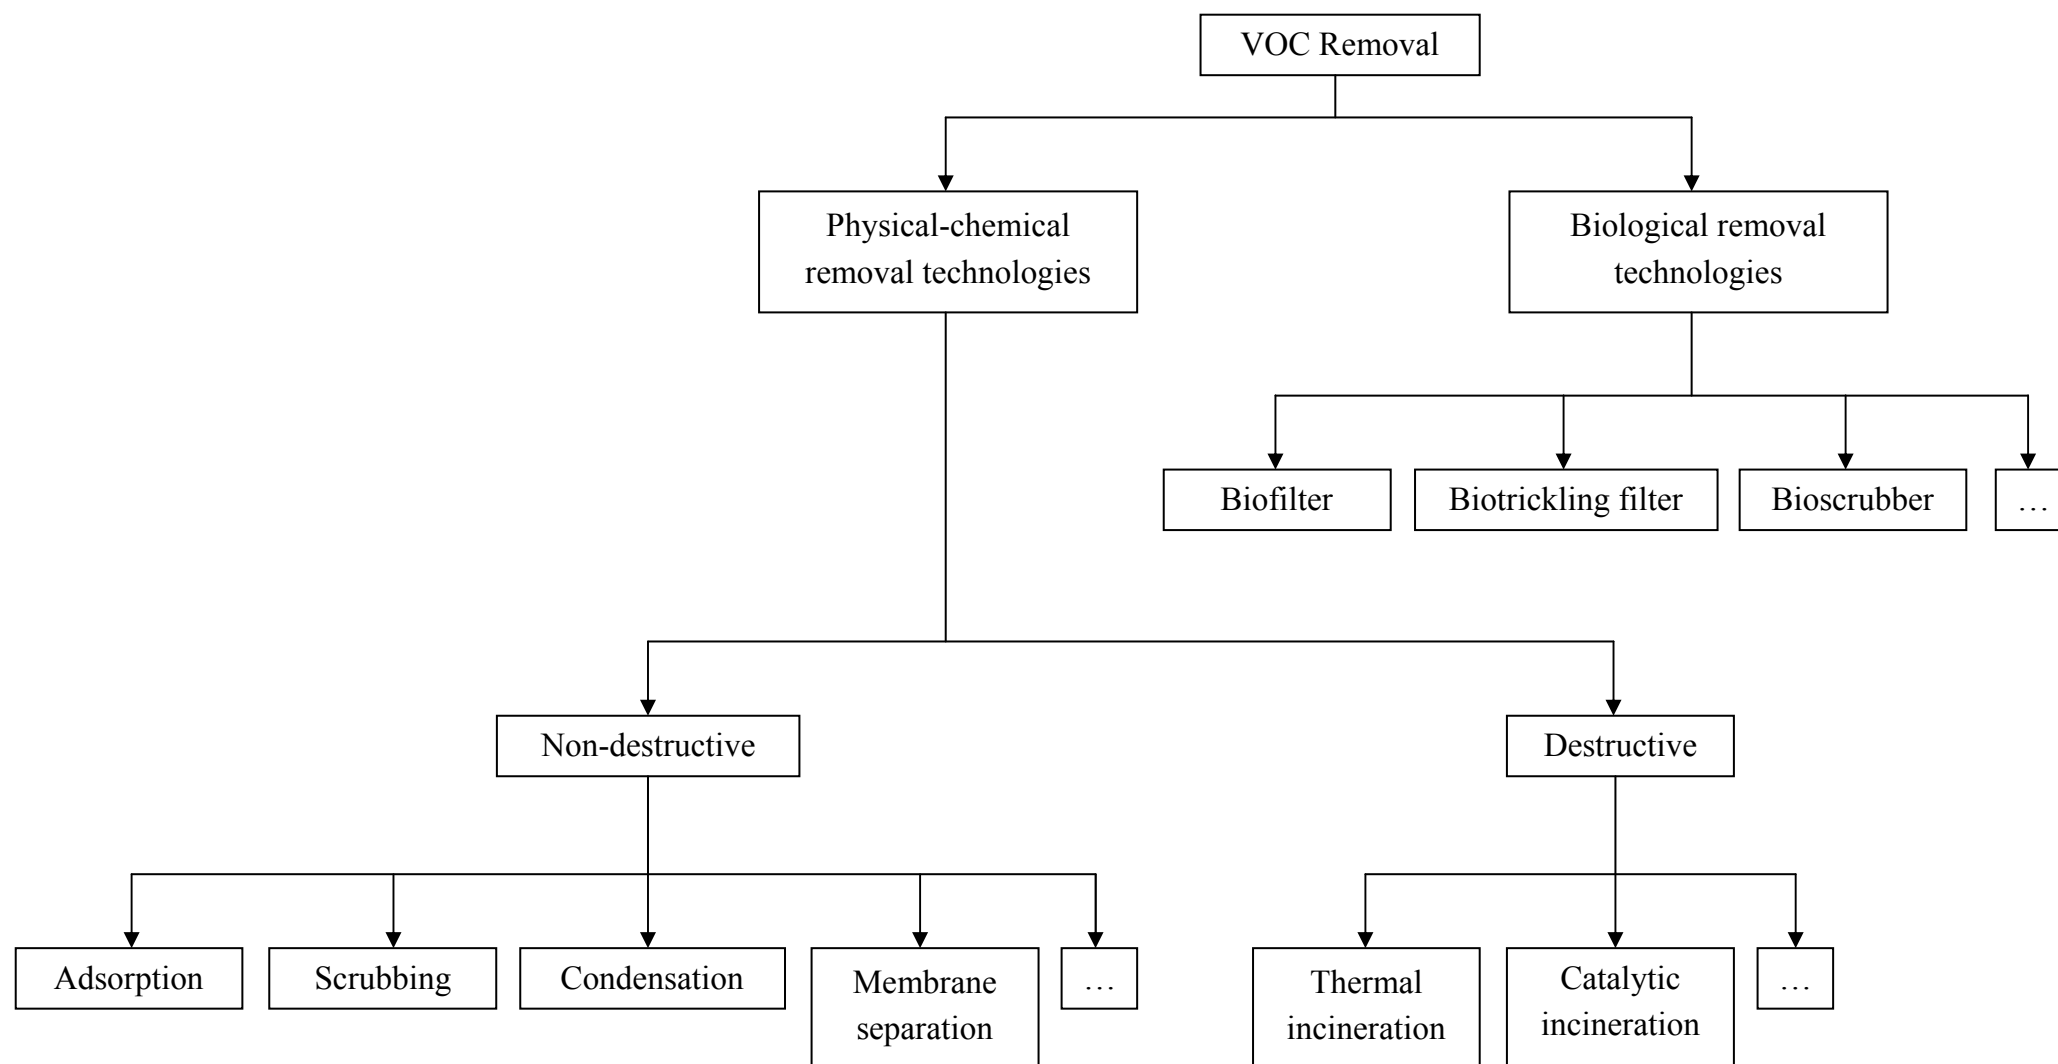 VOC Removal
Physical-chemical
removal technologies
Biological removal
technologies
Biofilter
Biotrickling filter
Bioscrubber
…
Non-destructive
Destructive
Adsorption
Scrubbing
Condensation
Membrane
separation
…
Thermal
incineration
Catalytic
incineration
…